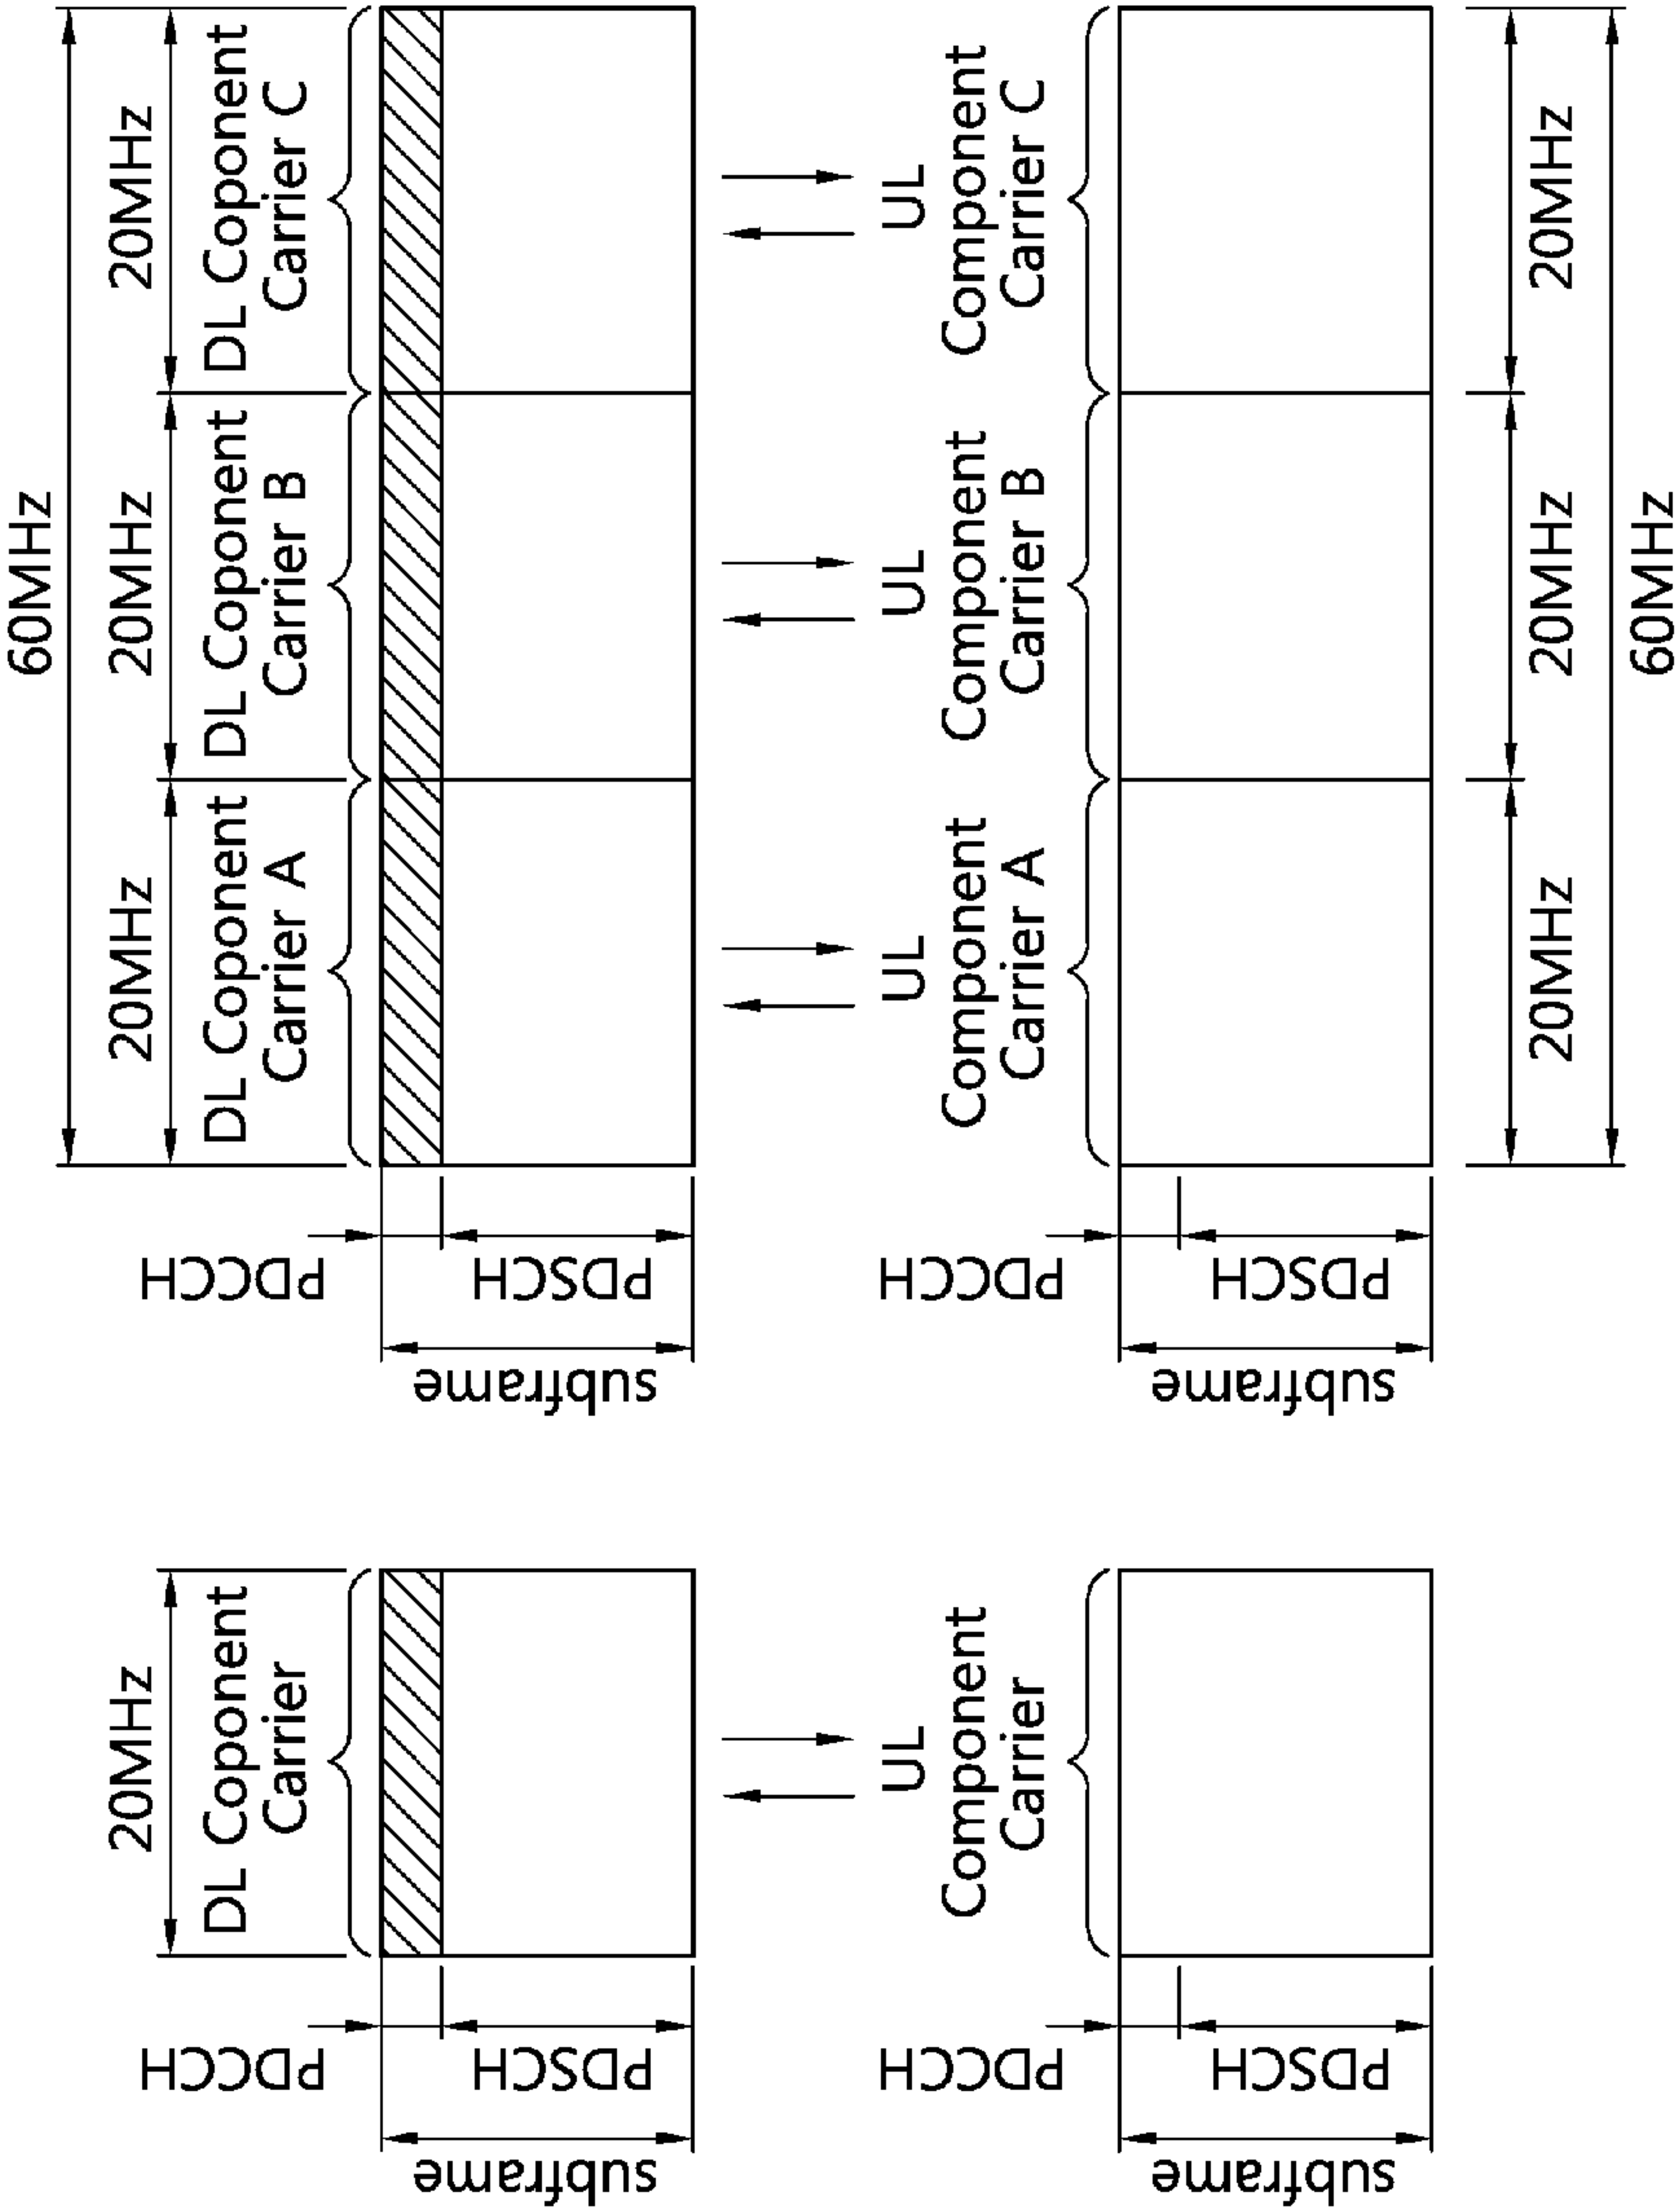 20MHz
DL Coponent
Carrier
PDCCH
PDSCH
subframe
UL
Component
Carrier
PDCCH
PDSCH
subframe
60MHz
20MHz
20MHz
20MHz
DL Coponent
Carrier A
DL Coponent
Carrier B
DL Coponent
Carrier C
PDCCH
PDSCH
subframe
UL
Component
Carrier A
UL
Component
Carrier B
UL
Component
Carrier C
PDCCH
PDSCH
subframe
20MHz
20MHz
20MHz
60MHz